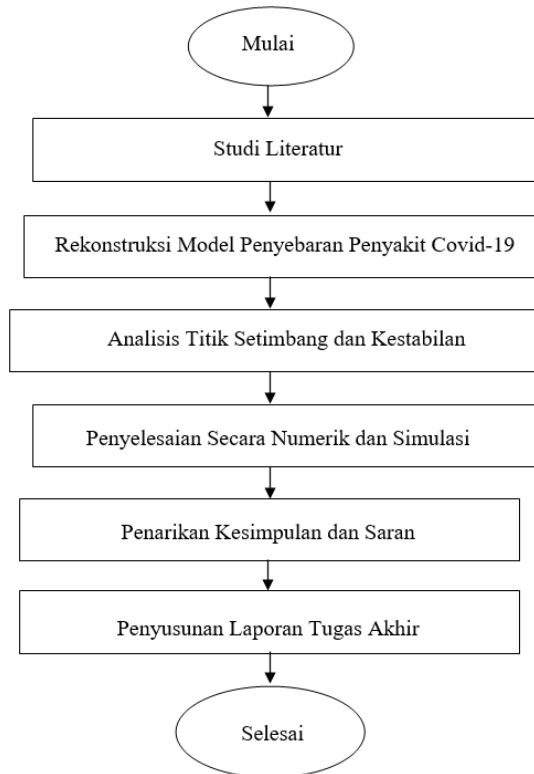 Mulai
Studi Literatur
Rekonstruksi Model Penyebaran Penyakit Covid-19
Analisis Titik Setimbang dan Kestabilan
Penyelesaian Secara Numerik dan Simulasi
Penarikan Kesimpulan dan Saran
Penyusunan Laporan Tugas Akhir
Selesai